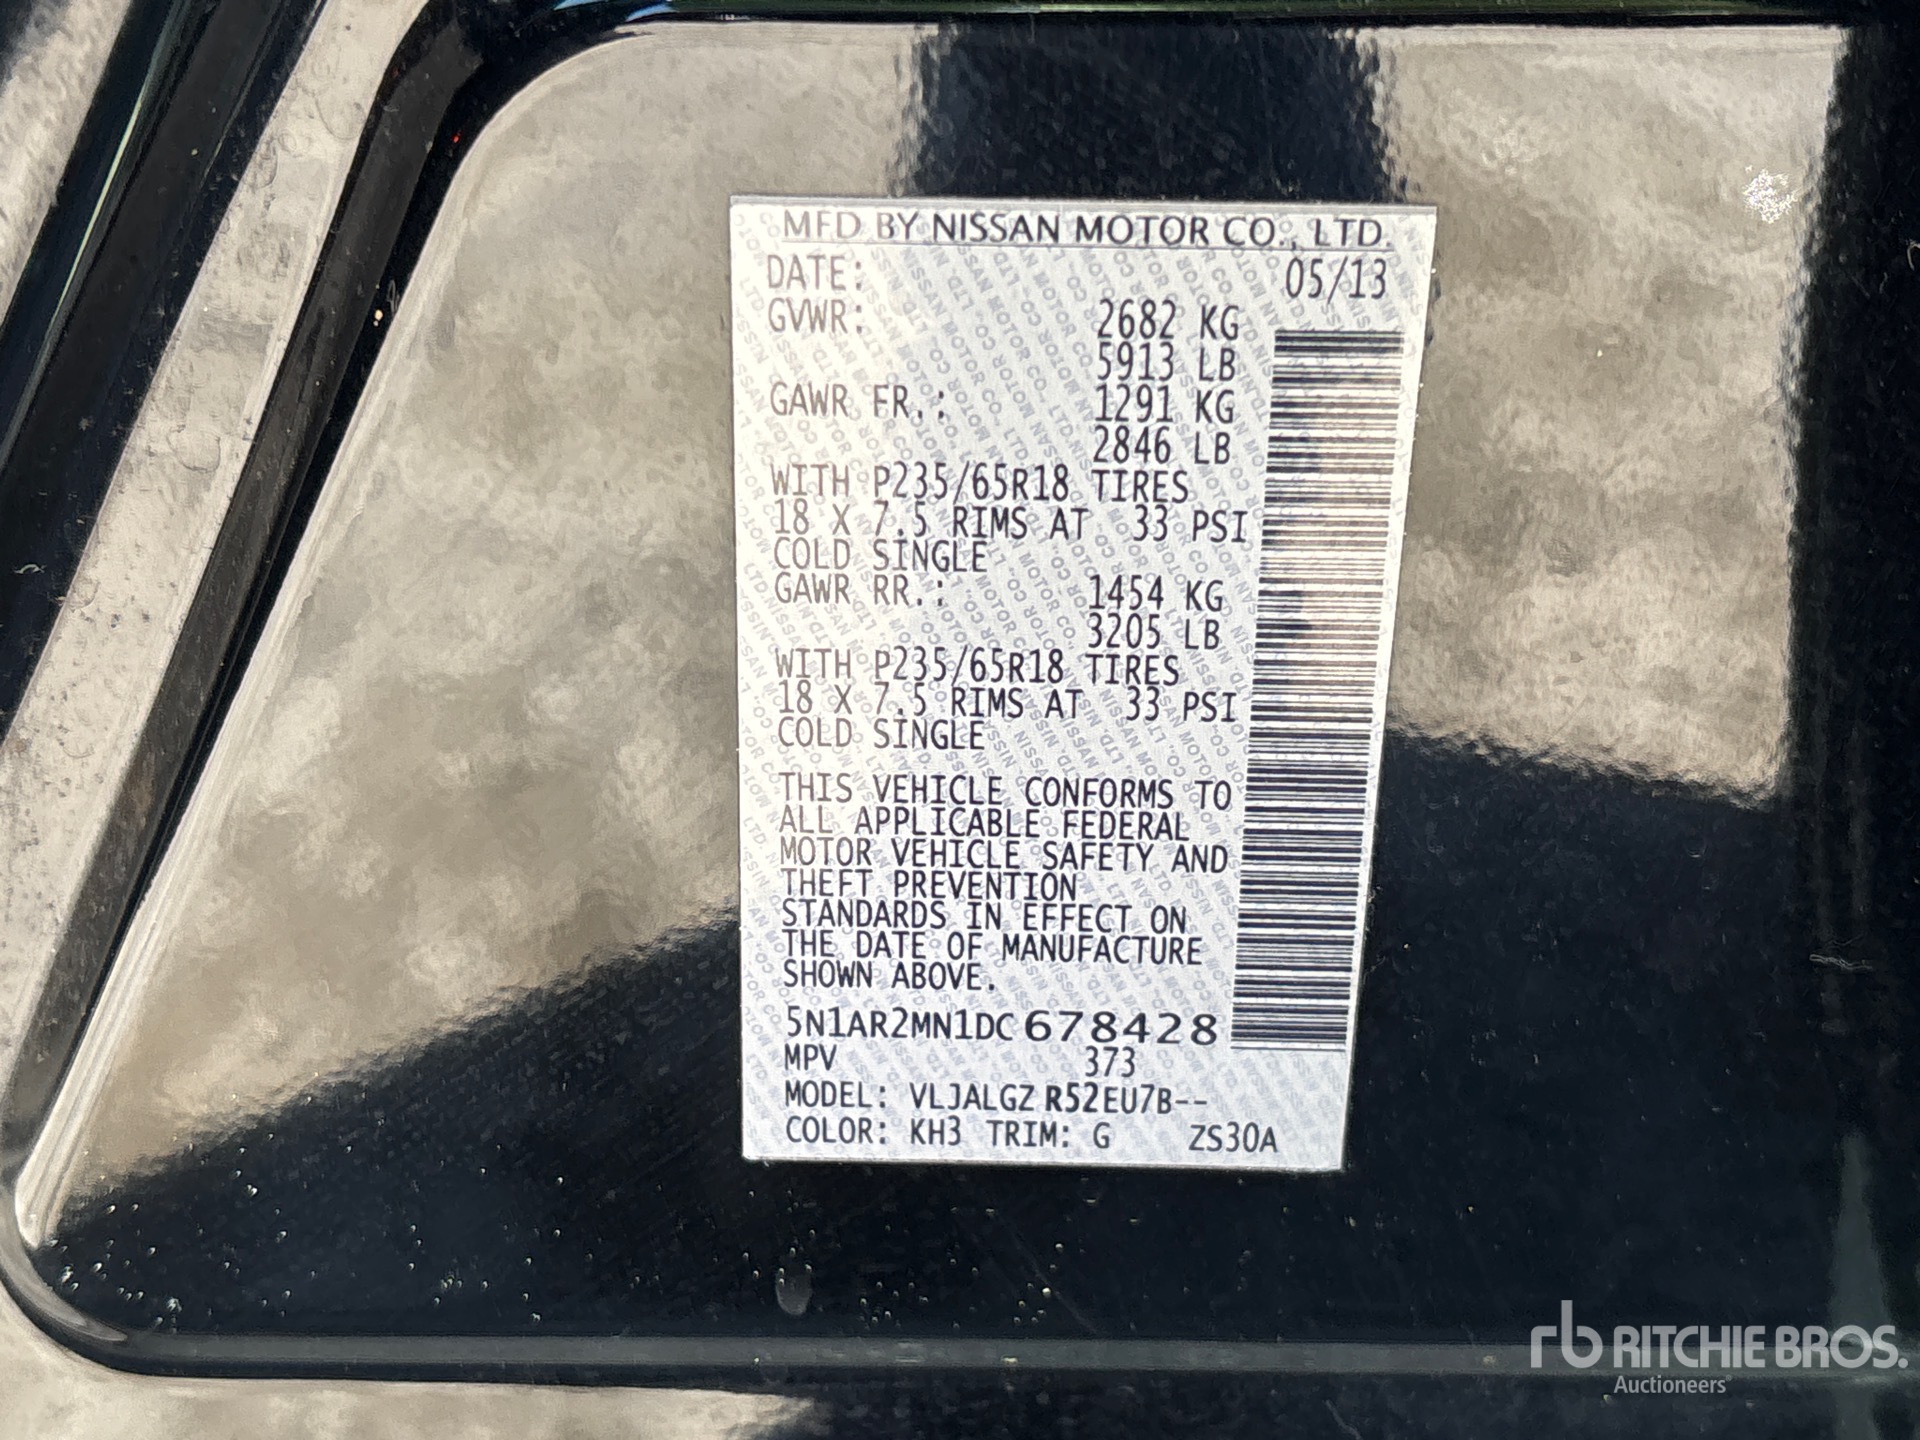 MFD BY NISSAN MOTOR CO., LTD.
DATE: 05/13
GVWR: 2682 KG
5913 LB
GAWR FR.: 1291 KG
2846 LB
WITH P235/65R18 TIRES
18 X 7.5 RIMS AT 33 PSI
COLD SINGLE
GAWR RR.: 1454 KG
3205 LB
WITH P235/65R18 TIRES
18 X 7.5 RIMS AT 33 PSI
COLD SINGLE
THIS VEHICLE CONFORMS TO
ALL APPLICABLE FEDERAL
MOTOR VEHICLE SAFETY AND
THEFT PREVENTION
STANDARDS IN EFFECT ON
THE DATE OF MANUFACTURE
SHOWN ABOVE.
5N1AR2MN1DC678428
MPV 373
MODEL: VLJALGZ R52EU7B--
COLOR: KH3 TRIM: G ZS30A
rb RITCHIE BROS.
Auctioneers